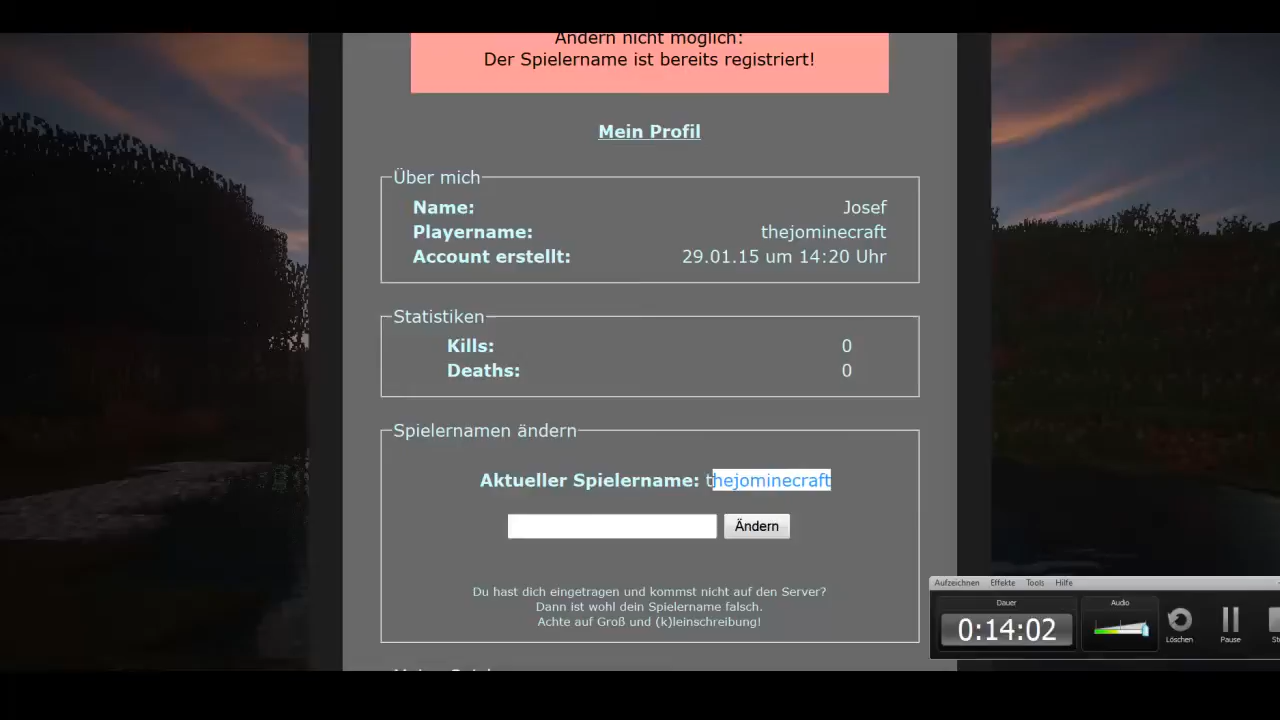 Ändern nicht möglich:
Der Spielername ist bereits registriert!
Mein Profil
Über mich
Name: Josef
Playername: thejominecraft
Account erstellt: 29.01.15 um 14:20 Uhr
Statistiken
Kills: 0
Deaths: 0
Spielernamen ändern
Aktueller Spielername: thejominecraft
Ändern
Du hast dich eingetragen und kommst nicht auf den Server?
Dann ist wohl dein Spielername falsch.
Achte auf Groß und (k)leinschreibung!
Aufzeichnen Effekte Tools Hilfe
Dauer Audio
0:14:02
Löschen Pause